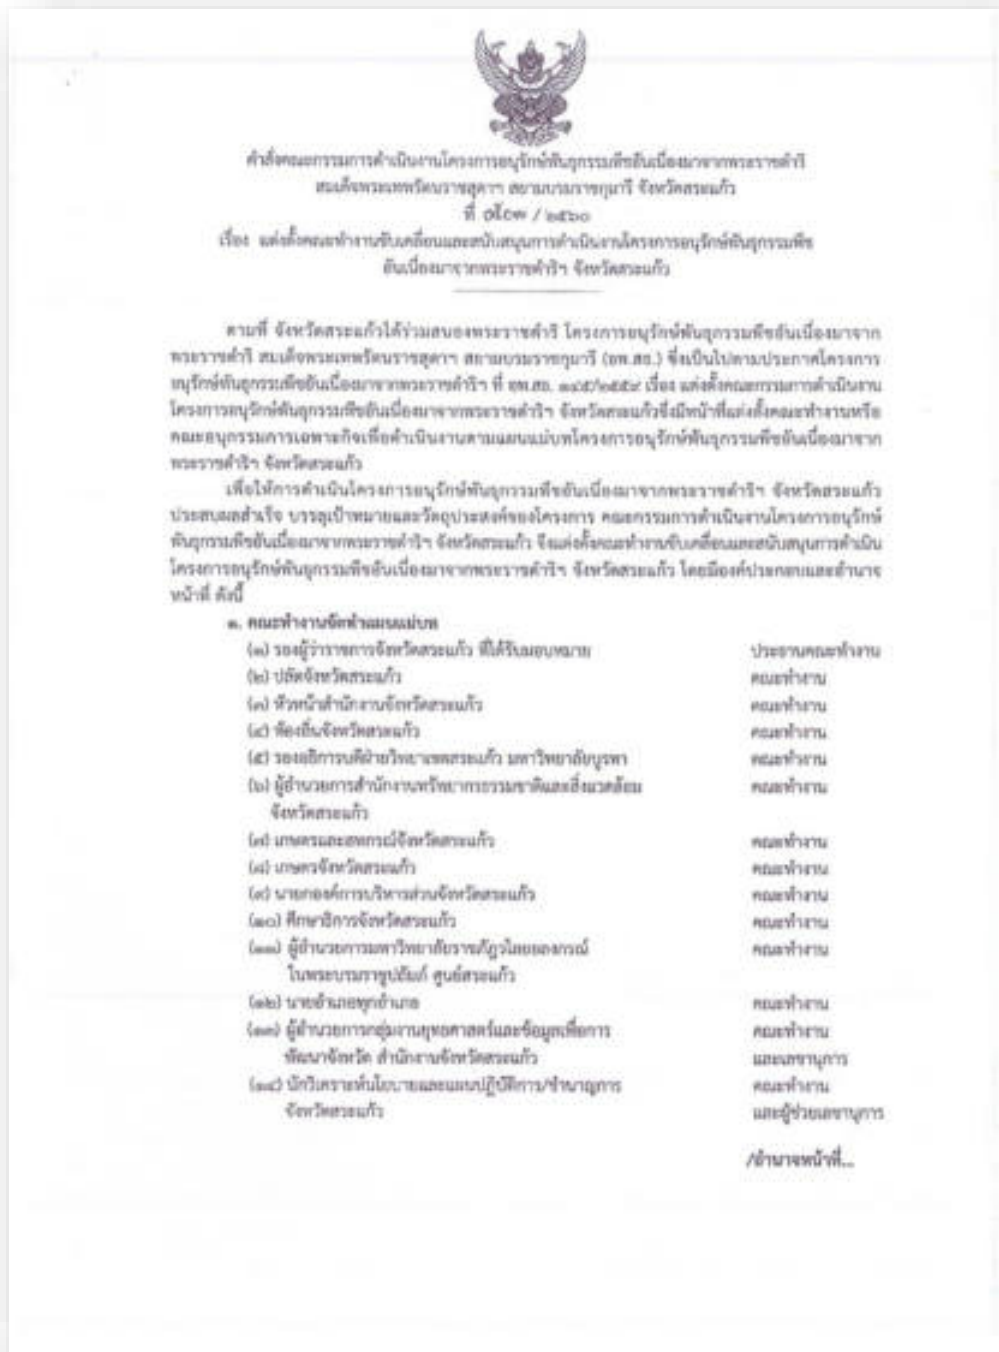 คำสั่งคณะกรรมการดำเนินงานโครงการอนุรักษ์พันธุกรรมพืชอันเนื่องมาจากพระราชดำริ
สมเด็จพระเทพรัตนราชสุดาฯ สยามบรมราชกุมารี จังหวัดสระแก้ว
ที่ / ๒๕๖๐
เรื่อง แต่งตั้งคณะทำงานขับเคลื่อนและสนับสนุนการดำเนินงานโครงการอนุรักษ์พันธุกรรมพืช
อันเนื่องมาจากพระราชดำริฯ จังหวัดสระแก้ว
ตามที่ จังหวัดสระแก้วได้ร่วมสนองพระราชดำริ โครงการอนุรักษ์พันธุกรรมพืชอันเนื่องมาจาก
พระราชดำริ สมเด็จพระเทพรัตนราชสุดาฯ สยามบรมราชกุมารี (อพ.สธ.) ซึ่งเป็นไปตามประกาศโครงการ
อนุรักษ์พันธุกรรมพืชอันเนื่องมาจากพระราชดำริฯ ที่ อพ.สธ. ๑๔๕/๒๕๕๙ เรื่อง แต่งตั้งคณะกรรมการดำเนินงาน
โครงการอนุรักษ์พันธุกรรมพืชอันเนื่องมาจากพระราชดำริฯ จังหวัดสระแก้วซึ่งมีหน้าที่แต่งตั้งคณะทำงานหรือ
คณะอนุกรรมการเฉพาะกิจเพื่อดำเนินงานตามแผนแม่บทโครงการอนุรักษ์พันธุกรรมพืชอันเนื่องมาจาก
พระราชดำริฯ จังหวัดสระแก้ว
เพื่อให้การดำเนินโครงการอนุรักษ์พันธุกรรมพืชอันเนื่องมาจากพระราชดำริฯ จังหวัดสระแก้ว
ประสบผลสำเร็จ บรรลุเป้าหมายและวัตถุประสงค์ของโครงการ คณะกรรมการดำเนินงานโครงการอนุรักษ์
พันธุกรรมพืชอันเนื่องมาจากพระราชดำริฯ จังหวัดสระแก้ว จึงแต่งตั้งคณะทำงานขับเคลื่อนและสนับสนุนการดำเนิน
โครงการอนุรักษ์พันธุกรรมพืชอันเนื่องมาจากพระราชดำริฯ จังหวัดสระแก้ว โดยมีองค์ประกอบและอำนาจ
หน้าที่ ดังนี้
๑. คณะทำงานจัดทำแผนแม่บท
(๑) รองผู้ว่าราชการจังหวัดสระแก้ว ที่ได้รับมอบหมาย ประธานคณะทำงาน
(๒) ปลัดจังหวัดสระแก้ว คณะทำงาน
(๓) หัวหน้าสำนักงานจังหวัดสระแก้ว คณะทำงาน
(๔) ท้องถิ่นจังหวัดสระแก้ว คณะทำงาน
(๕) รองอธิการบดีฝ่ายวิทยาเขตสระแก้ว มหาวิทยาลัยบูรพา คณะทำงาน
(๖) ผู้อำนวยการสำนักงานทรัพยากรธรรมชาติและสิ่งแวดล้อม คณะทำงาน
จังหวัดสระแก้ว
(๗) เกษตรและสหกรณ์จังหวัดสระแก้ว คณะทำงาน
(๘) เกษตรจังหวัดสระแก้ว คณะทำงาน
(๙) นายกองค์การบริหารส่วนจังหวัดสระแก้ว คณะทำงาน
(๑๐) ศึกษาธิการจังหวัดสระแก้ว คณะทำงาน
(๑๑) ผู้อำนวยการมหาวิทยาลัยราชภัฏวไลยอลงกรณ์ คณะทำงาน
ในพระบรมราชูปถัมภ์ ศูนย์สระแก้ว
(๑๒) นายอำเภอทุกอำเภอ คณะทำงาน
(๑๓) ผู้อำนวยการกลุ่มงานยุทธศาสตร์และข้อมูลเพื่อการ คณะทำงาน
พัฒนาจังหวัด สำนักงานจังหวัดสระแก้ว และเลขานุการ
(๑๔) นักวิเคราะห์นโยบายและแผนปฏิบัติการ/ชำนาญการ คณะทำงาน
จังหวัดสระแก้ว และผู้ช่วยเลขานุการ
/อำนาจหน้าที่...